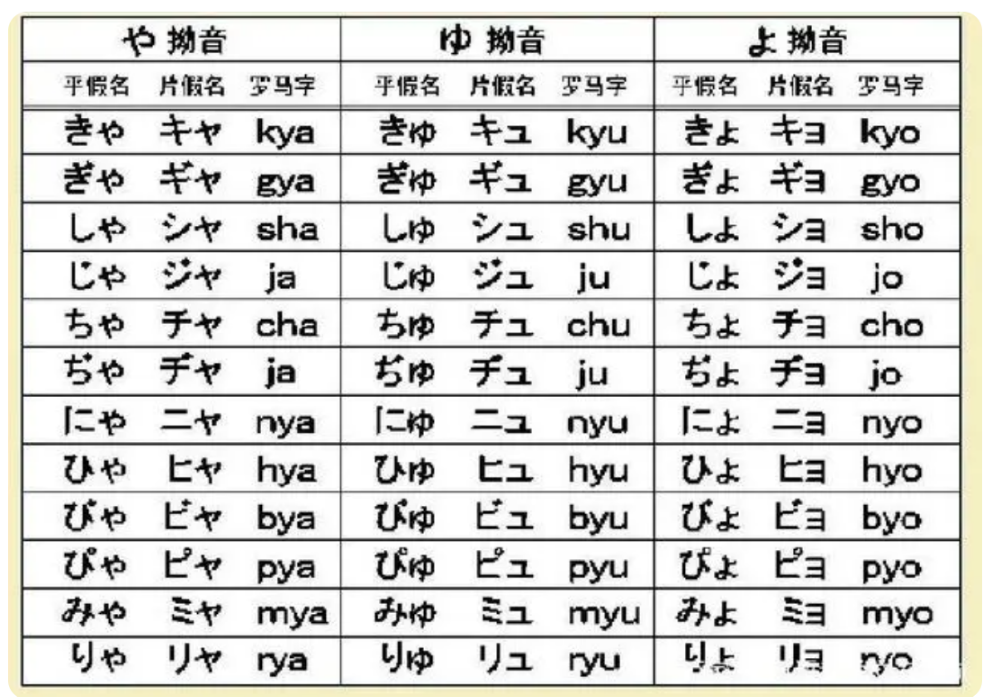 や 拗音 ゆ 拗音 よ 拗音
平假名 片假名 罗马字 平假名 片假名 罗马字 平假名 片假名 罗马字
きゃ キャ kya きゅ キュ kyu きょ キョ kyo
ぎゃ ギャ gya ぎゅ ギュ gyu ぎょ ギョ gyo
しゃ シャ sha しゅ シュ shu しょ ショ sho
じゃ ジャ ja じゅ ジュ ju じょ ジョ jo
ちゃ チャ cha ちゅ チュ chu ちょ チョ cho
ぢゃ ヂャ ja ぢゅ ヂュ ju ぢょ ヂョ jo
にゃ ニャ nya にゅ ニュ nyu にょ ニョ nyo
ひゃ ヒャ hya ひゅ ヒュ hyu ひょ ヒョ hyo
びゃ ビャ bya びゅ ビュ byu びょ ビョ byo
ぴゃ ピャ pya ぴゅ ピュ pyu ぴょ ピョ pyo
みゃ ミャ mya みゅ ミュ myu みょ ミョ myo
りゃ リャ rya りゅ リュ ryu りょ リョ ryo